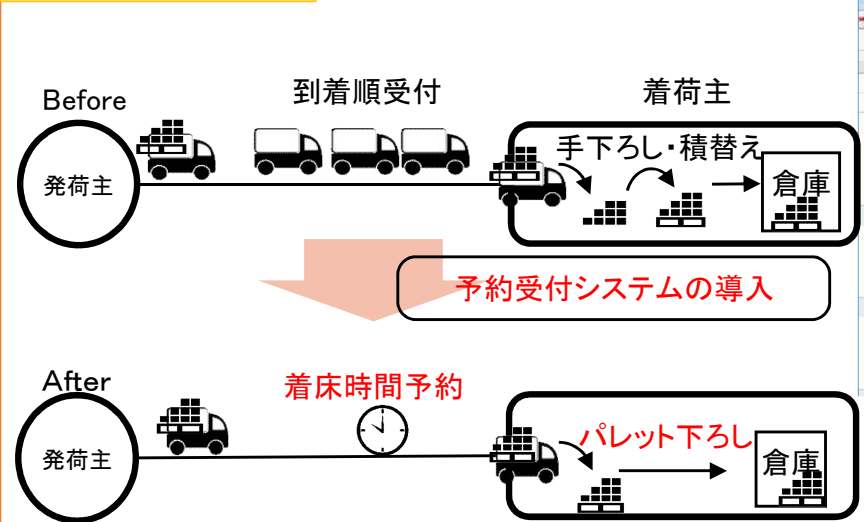 Before
到着順受付
着荷主
発荷主
手下ろし・積替え
倉庫
予約受付システムの導入
After
着床時間予約
発荷主
パレット下ろし
倉庫